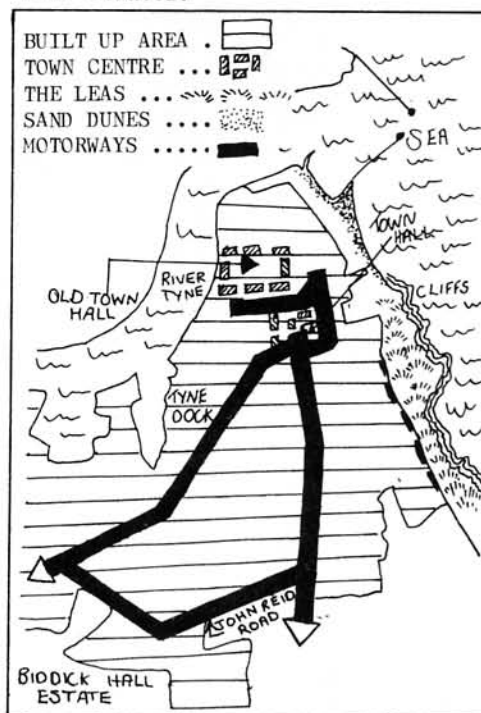 BUILT UP AREA .
TOWN CENTRE ...
THE LEAS ...
SAND DUNES ....
MOTORWAYS .....
SEA
TOWN
HALL
RIVER
TYNE
OLD TOWN
HALL
CLIFFS
TYNE
DOCK
JOHN REID
ROAD
BIDDICK HALL
ESTATE